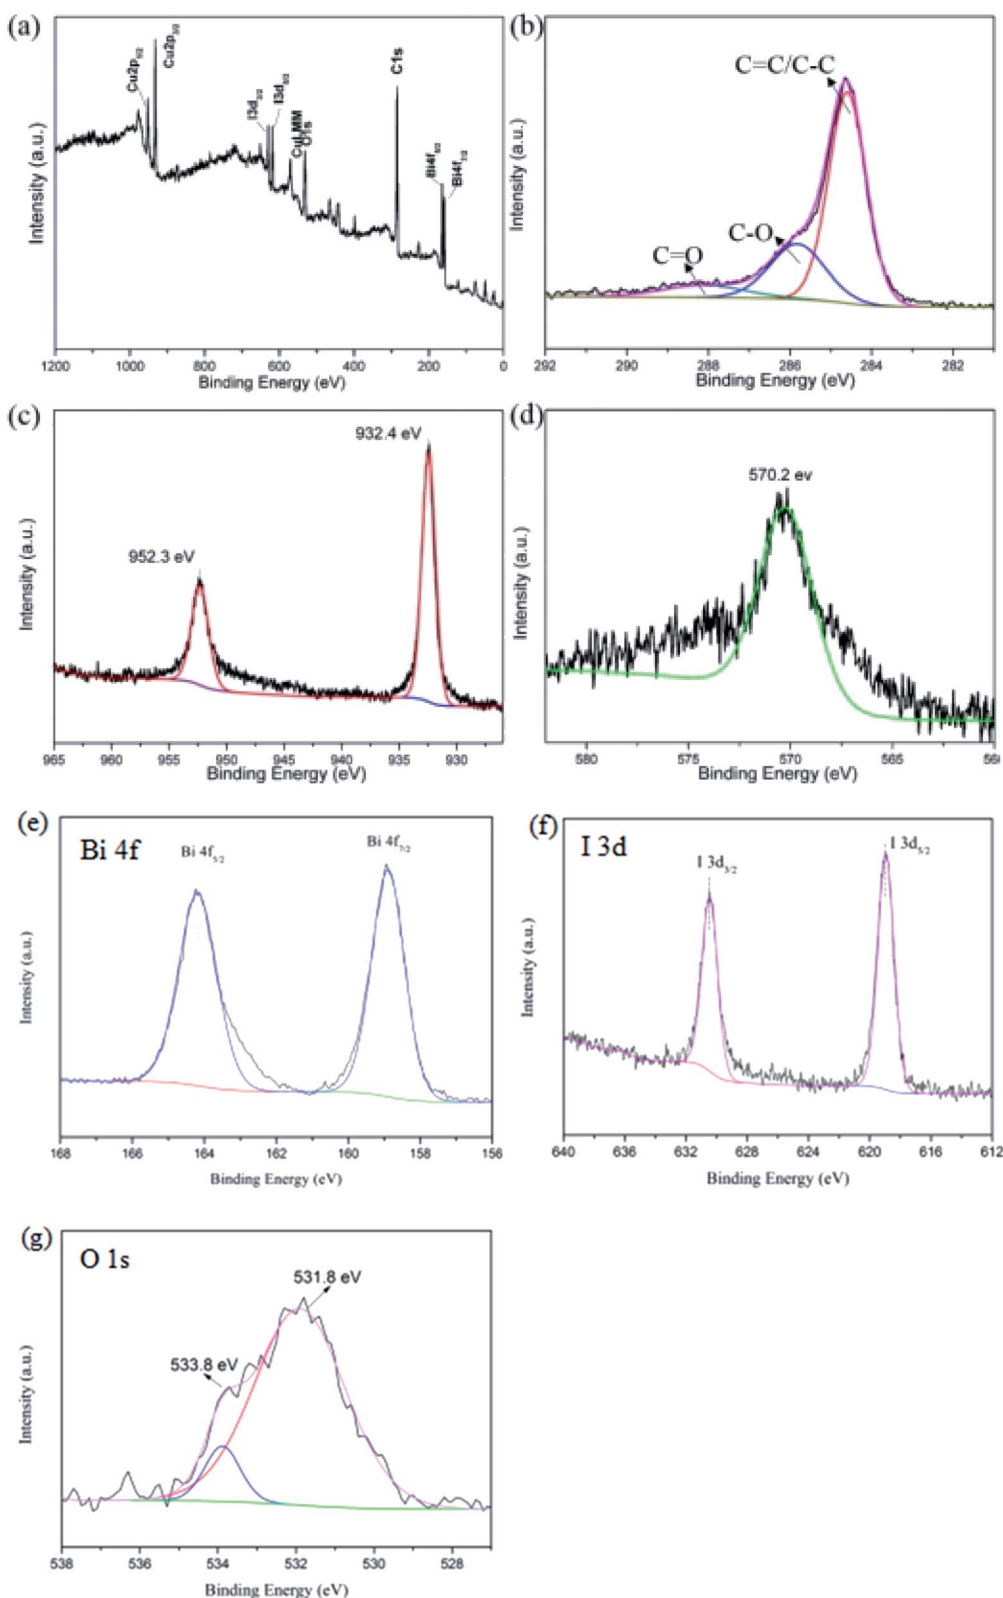 (a)
Cu2p1/2
Cu2p3/2
I3d3/2
I3d5/2
CuLMM
O1s
C1s
Bi4f5/2
Bi4f7/2
Intensity (a.u.)
1200 1000 800 600 400 200 0
Binding Energy (eV)
(b)
C=C/C-C
C-O
C=O
Intensity (a.u.)
292 290 288 286 284 282
Binding Energy (eV)
(c)
932.4 eV
952.3 eV
Intensity (a.u.)
965 960 955 950 945 940 935 930
Binding Energy (eV)
(d)
570.2 ev
Intensity (a.u.)
580 575 570 565 560
Binding Energy (eV)
(e)
Bi 4f
Bi 4f5/2
Bi 4f7/2
Intensity (a.u.)
168 166 164 162 160 158 156
Binding Energy (eV)
(f)
I 3d
I 3d3/2
I 3d5/2
Intensity (a.u.)
640 636 632 628 624 620 616 612
Binding Energy (eV)
(g)
O 1s
531.8 eV
533.8 eV
Intensity (a.u.)
538 536 534 532 530 528
Binding Energy (eV)